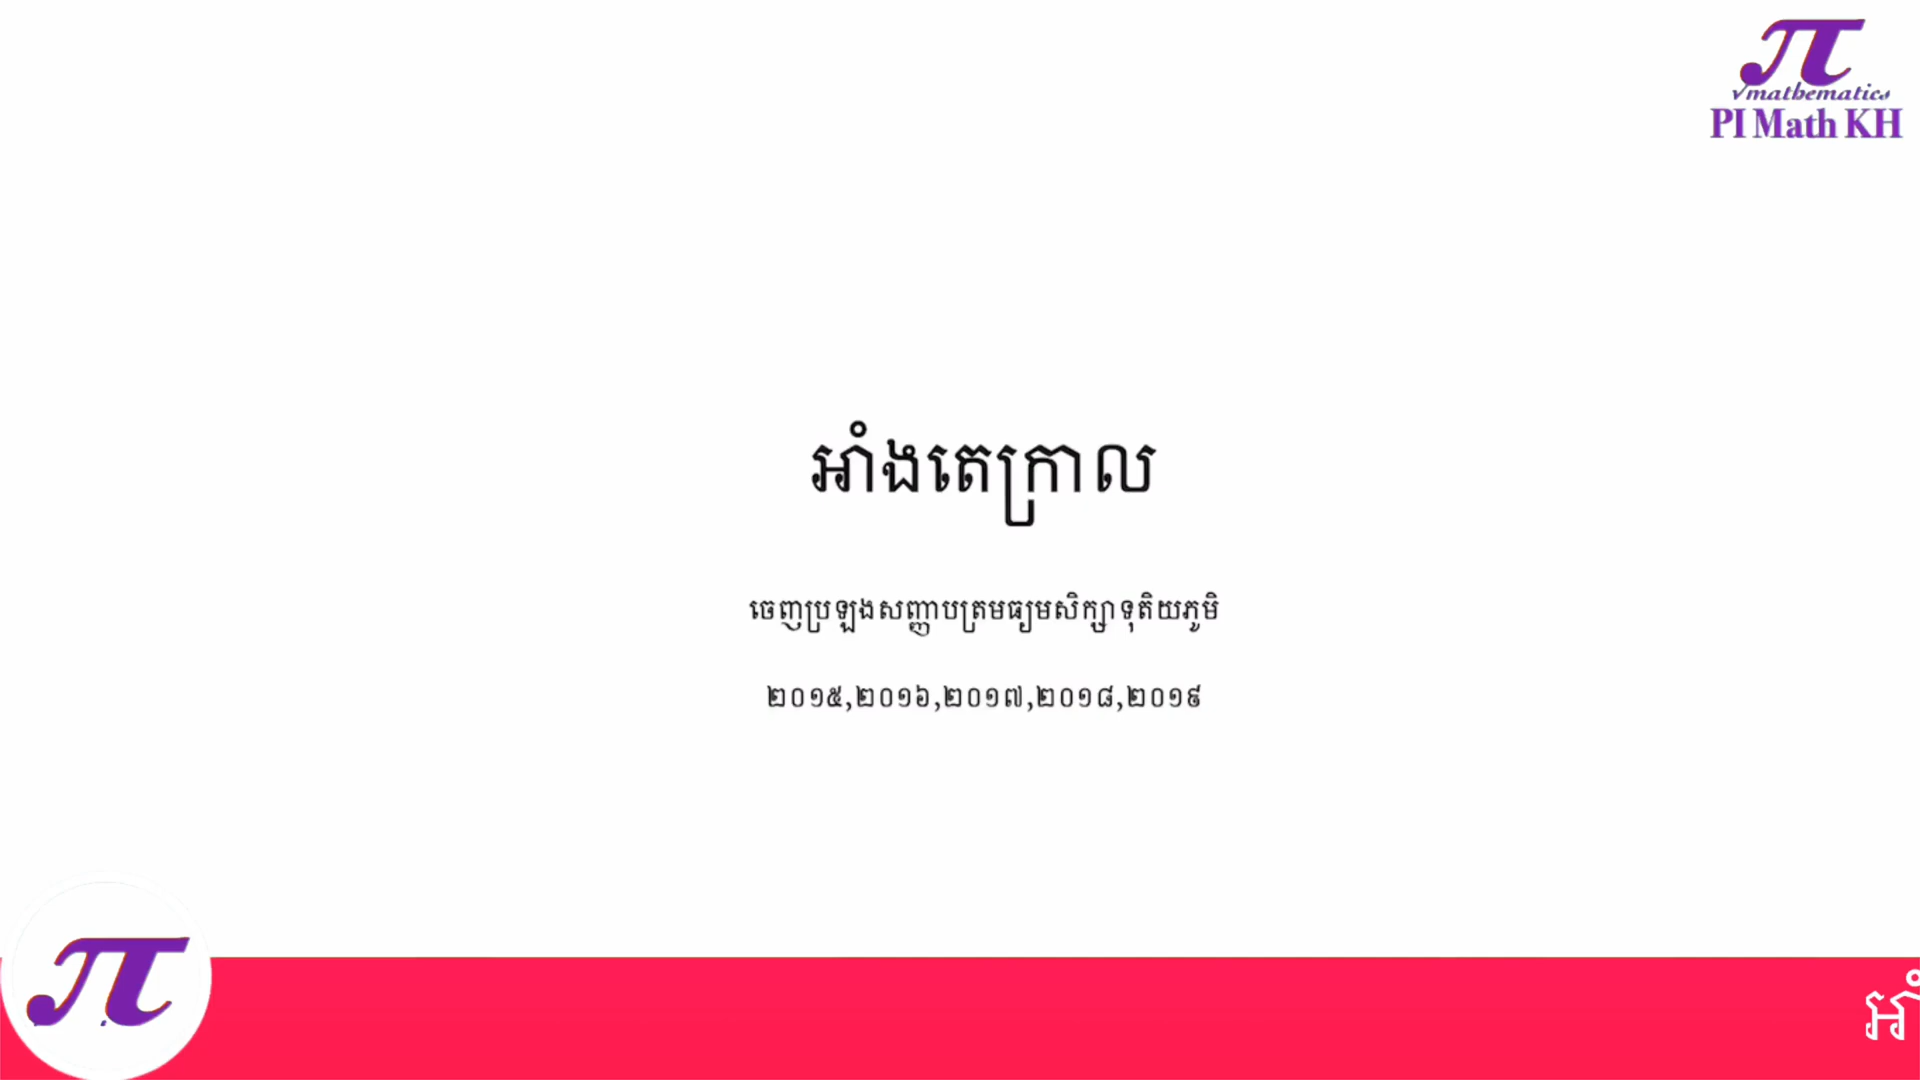 π
√mathematics
PI Math KH
អាំងតេក្រាល
ចេញប្រឡងសញ្ញាបត្រមធ្យមសិក្សាទុតិយភូមិ
២០១៥,២០១៦,២០១៧,២០១៨,២០១៩
π
អាំ